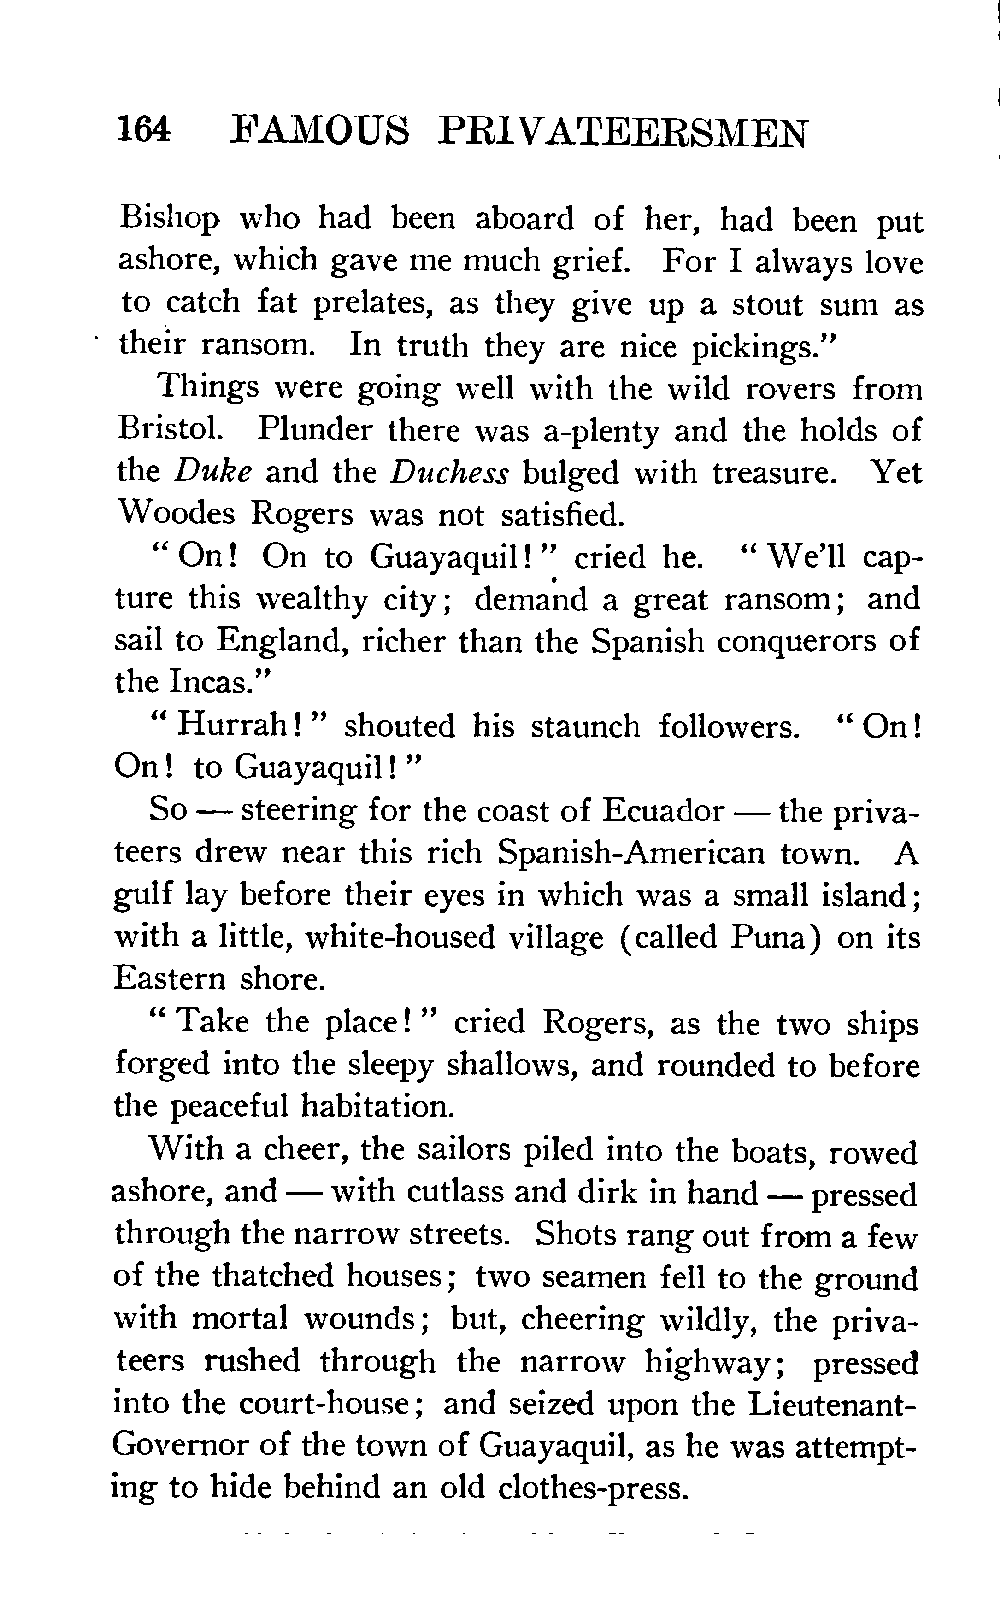 164 FAMOUS PRIVATEERSMEN
Bishop who had been aboard of her, had been put
ashore, which gave me much grief. For I always love
to catch fat prelates, as they give up a stout sum as
their ransom. In truth they are nice pickings.”
Things were going well with the wild rovers from
Bristol. Plunder there was a-plenty and the holds of
the Duke and the Duchess bulged with treasure. Yet
Woodes Rogers was not satisfied.
“ On! On to Guayaquil! ” cried he. “ We’ll cap-
ture this wealthy city; demand a great ransom; and
sail to England, richer than the Spanish conquerors of
the Incas.”
“ Hurrah! ” shouted his staunch followers. “ On!
On! to Guayaquil! ”
So — steering for the coast of Ecuador — the priva-
teers drew near this rich Spanish-American town. A
gulf lay before their eyes in which was a small island;
with a little, white-housed village (called Puna) on its
Eastern shore.
“ Take the place! ” cried Rogers, as the two ships
forged into the sleepy shallows, and rounded to before
the peaceful habitation.
With a cheer, the sailors piled into the boats, rowed
ashore, and — with cutlass and dirk in hand — pressed
through the narrow streets. Shots rang out from a few
of the thatched houses; two seamen fell to the ground
with mortal wounds; but, cheering wildly, the priva-
teers rushed through the narrow highway; pressed
into the court-house; and seized upon the Lieutenant-
Governor of the town of Guayaquil, as he was attempt-
ing to hide behind an old clothes-press.